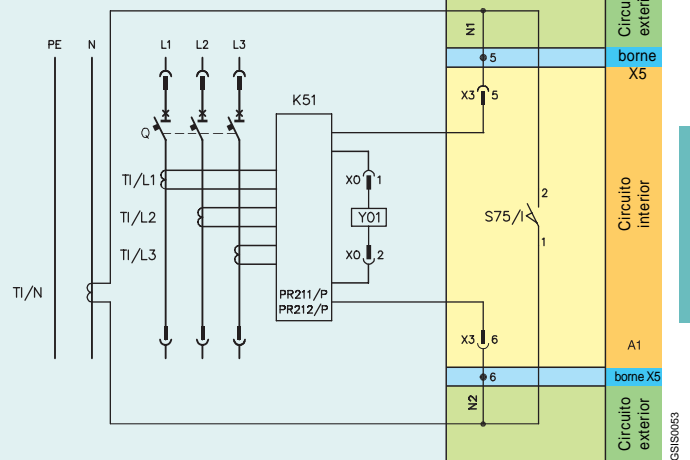 Circui
exteri
N1
borne
X5
5
PE
N
L1
L2
L3
X3
5
K51
Q
TI/L1
X0
1
Circuito
interior
2
S75/I
1
TI/L2
Y01
TI/L3
X0
2
TI/N
PR211/P
PR212/P
X3
6
A1
6
borne X5
N2
Circuito
exterior
GSIS0053